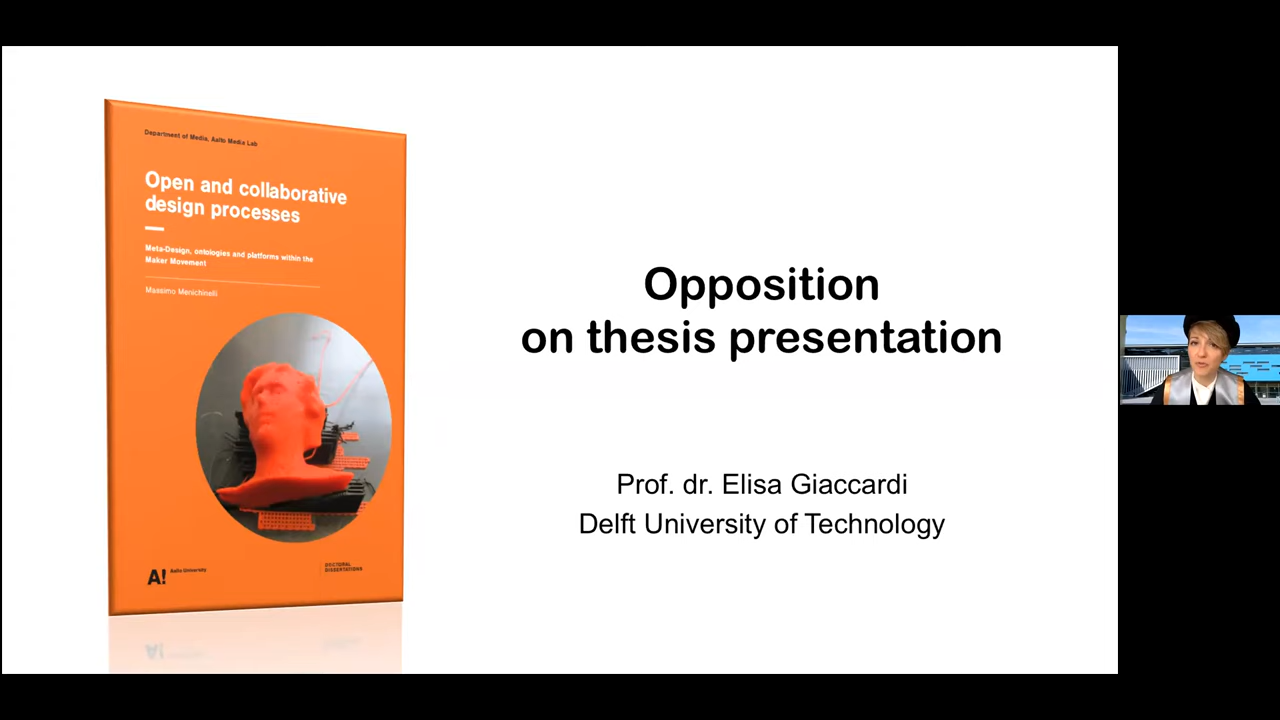 Department of Media, Aalto Media Lab
Open and collaborative
design processes
Meta-Design, ontologies and platforms within the
Maker Movement
Massimo Menichinelli
A!
Aalto University
DOCTORAL
DISSERTATIONS
Opposition
on thesis presentation
Prof. dr. Elisa Giaccardi
Delft University of Technology